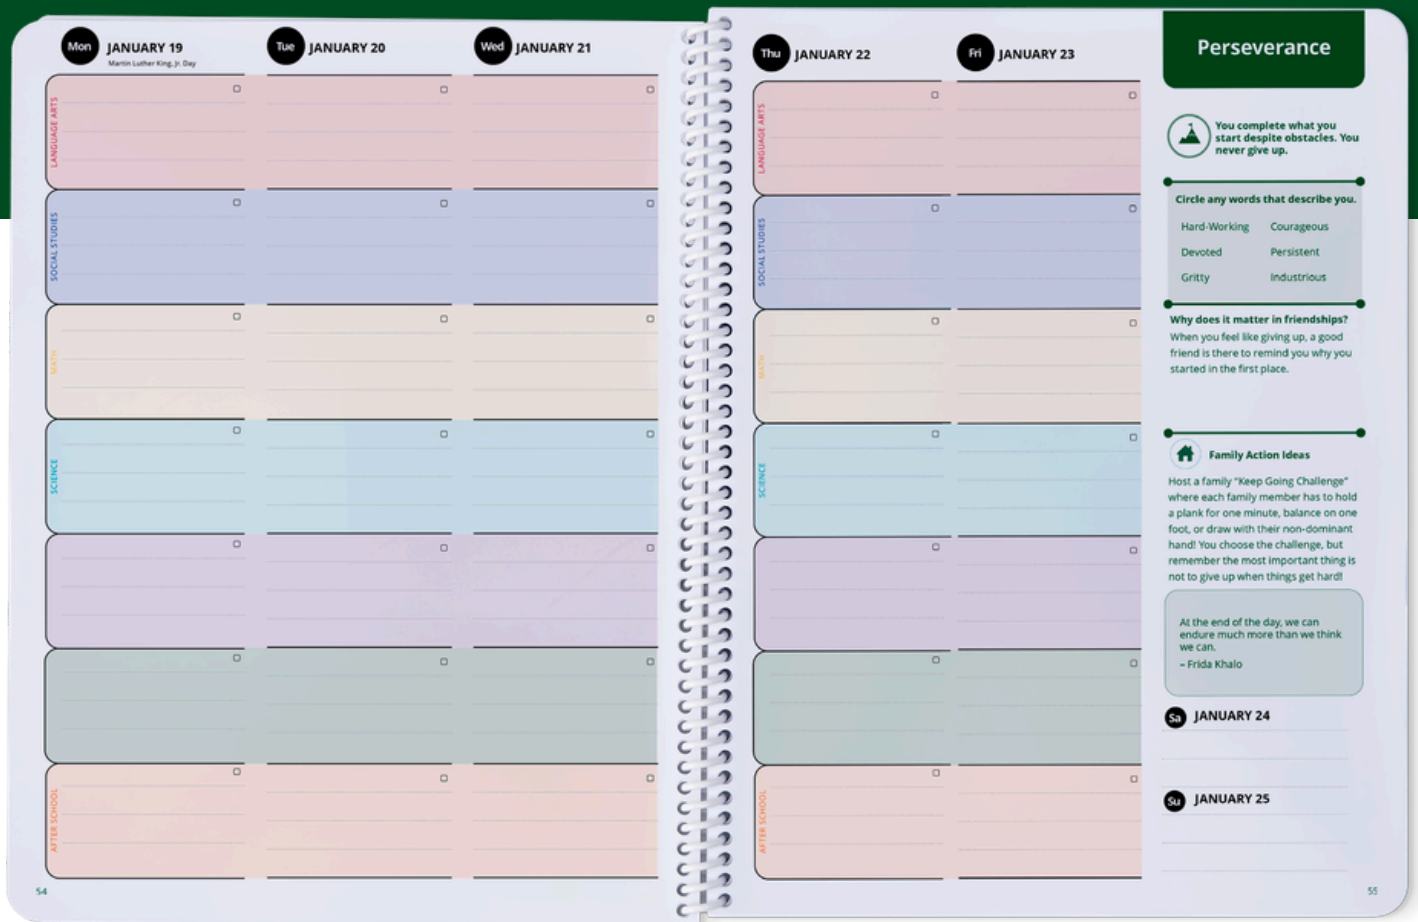 Mon JANUARY 19
Martin Luther King, Jr. Day
Tue JANUARY 20
Wed JANUARY 21
LANGUAGE ARTS
SOCIAL STUDIES
MATH
SCIENCE
AFTER SCHOOL
54
Thu JANUARY 22
Fri JANUARY 23
LANGUAGE ARTS
SOCIAL STUDIES
MATH
SCIENCE
AFTER SCHOOL
Perseverance
You complete what you
start despite obstacles. You
never give up.
Circle any words that describe you.
Hard-Working Courageous
Devoted Persistent
Gritty Industrious
Why does it matter in friendships?
When you feel like giving up, a good
friend is there to remind you why you
started in the first place.
Family Action Ideas
Host a family “Keep Going Challenge”
where each family member has to hold
a plank for one minute, balance on one
foot, or draw with their non-dominant
hand! You choose the challenge, but
remember the most important thing is
not to give up when things get hard!
At the end of the day, we can
endure much more than we think
we can.
– Frida Khalo
Sa JANUARY 24
Su JANUARY 25
55